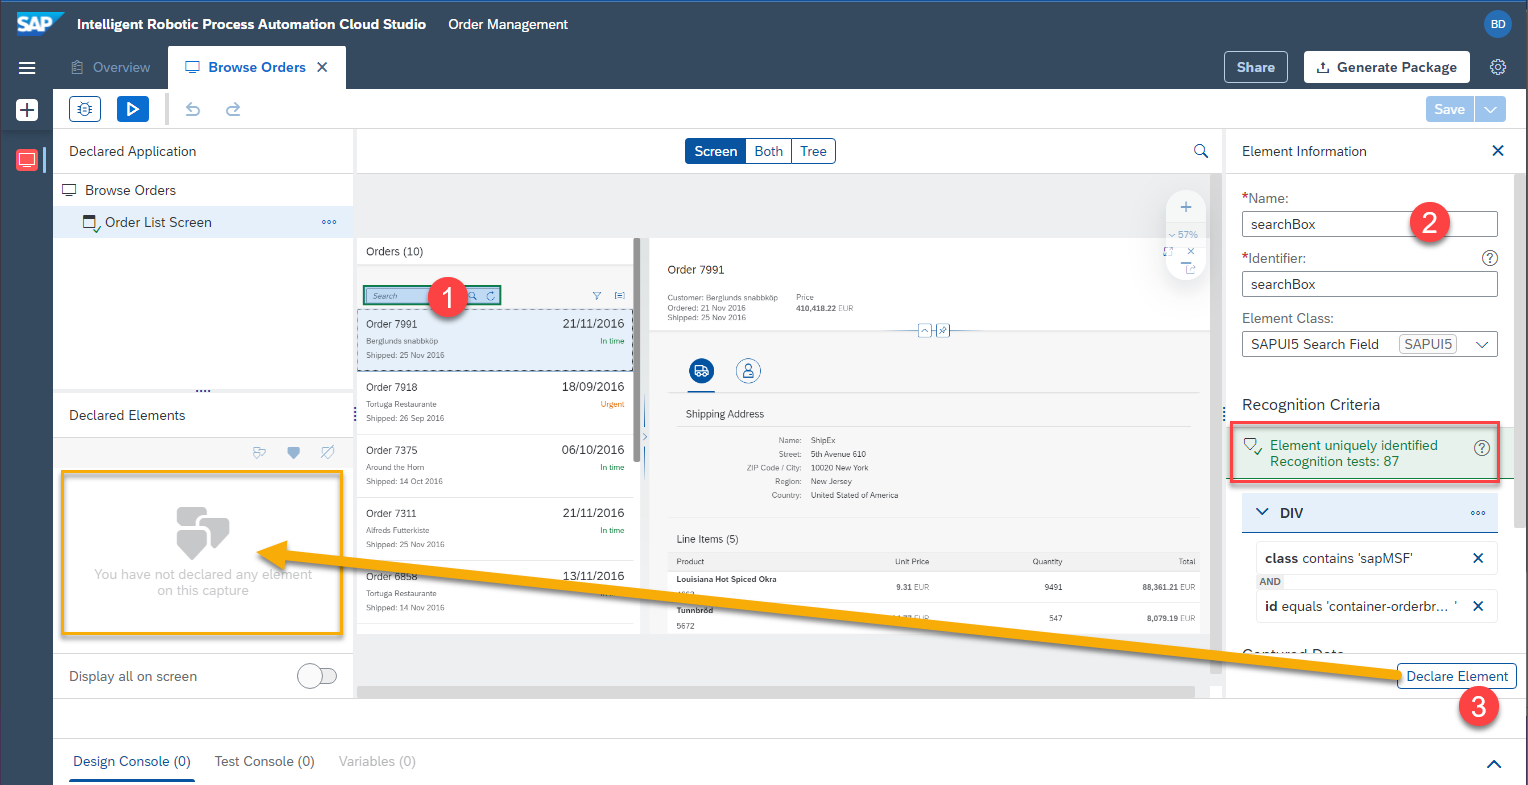 SAP Intelligent Robotic Process Automation Cloud Studio Order Management BD
Overview Browse Orders Share Generate Package
Save
Declared Application
Browse Orders
Order List Screen
Screen Both Tree
57%
Orders (10)
Search 1
Order 7991 21/11/2016
Berglunds snabbköp In time
Shipped: 25 Nov 2016
Order 7918 18/09/2016
Tortuga Restaurante Urgent
Shipped: 26 Sep 2016
Order 7375 06/10/2016
Around the Horn In time
Shipped: 14 Oct 2016
Order 7311 21/11/2016
Alfreds Futterkiste In time
Shipped: 25 Nov 2016
Order 6858 13/11/2016
Tortuga Restaurante In time
Shipped: 14 Nov 2016
Order 7991
Customer: Berglunds snabbköp Price
Ordered: 21 Nov 2016 410,418.22 EUR
Shipped: 25 Nov 2016
Shipping Address
Name: ShipEx
Street: 5th Avenue 610
ZIP Code / City: 10020 New York
Region: New Jersey
Country: United Stated of America
Line Items (5)
Product Unit Price Quantity Total
Louisiana Hot Spiced Okra
9.31 EUR 9491 88,361.21 EUR
Tunnbröd
EUR 547 8,079.19 EUR
5672
Declared Elements
You have not declared any element
on this capture
Display all on screen
Element Information
*Name:
searchBox 2
*Identifier:
searchBox
Element Class:
SAPUI5 Search Field SAPUI5
Recognition Criteria
Element uniquely identified
Recognition tests: 87
DIV
class contains 'sapMSF'
AND
id equals 'container-orderbr... '
Captured Data
Declare Element
3
Design Console (0) Test Console (0) Variables (0)